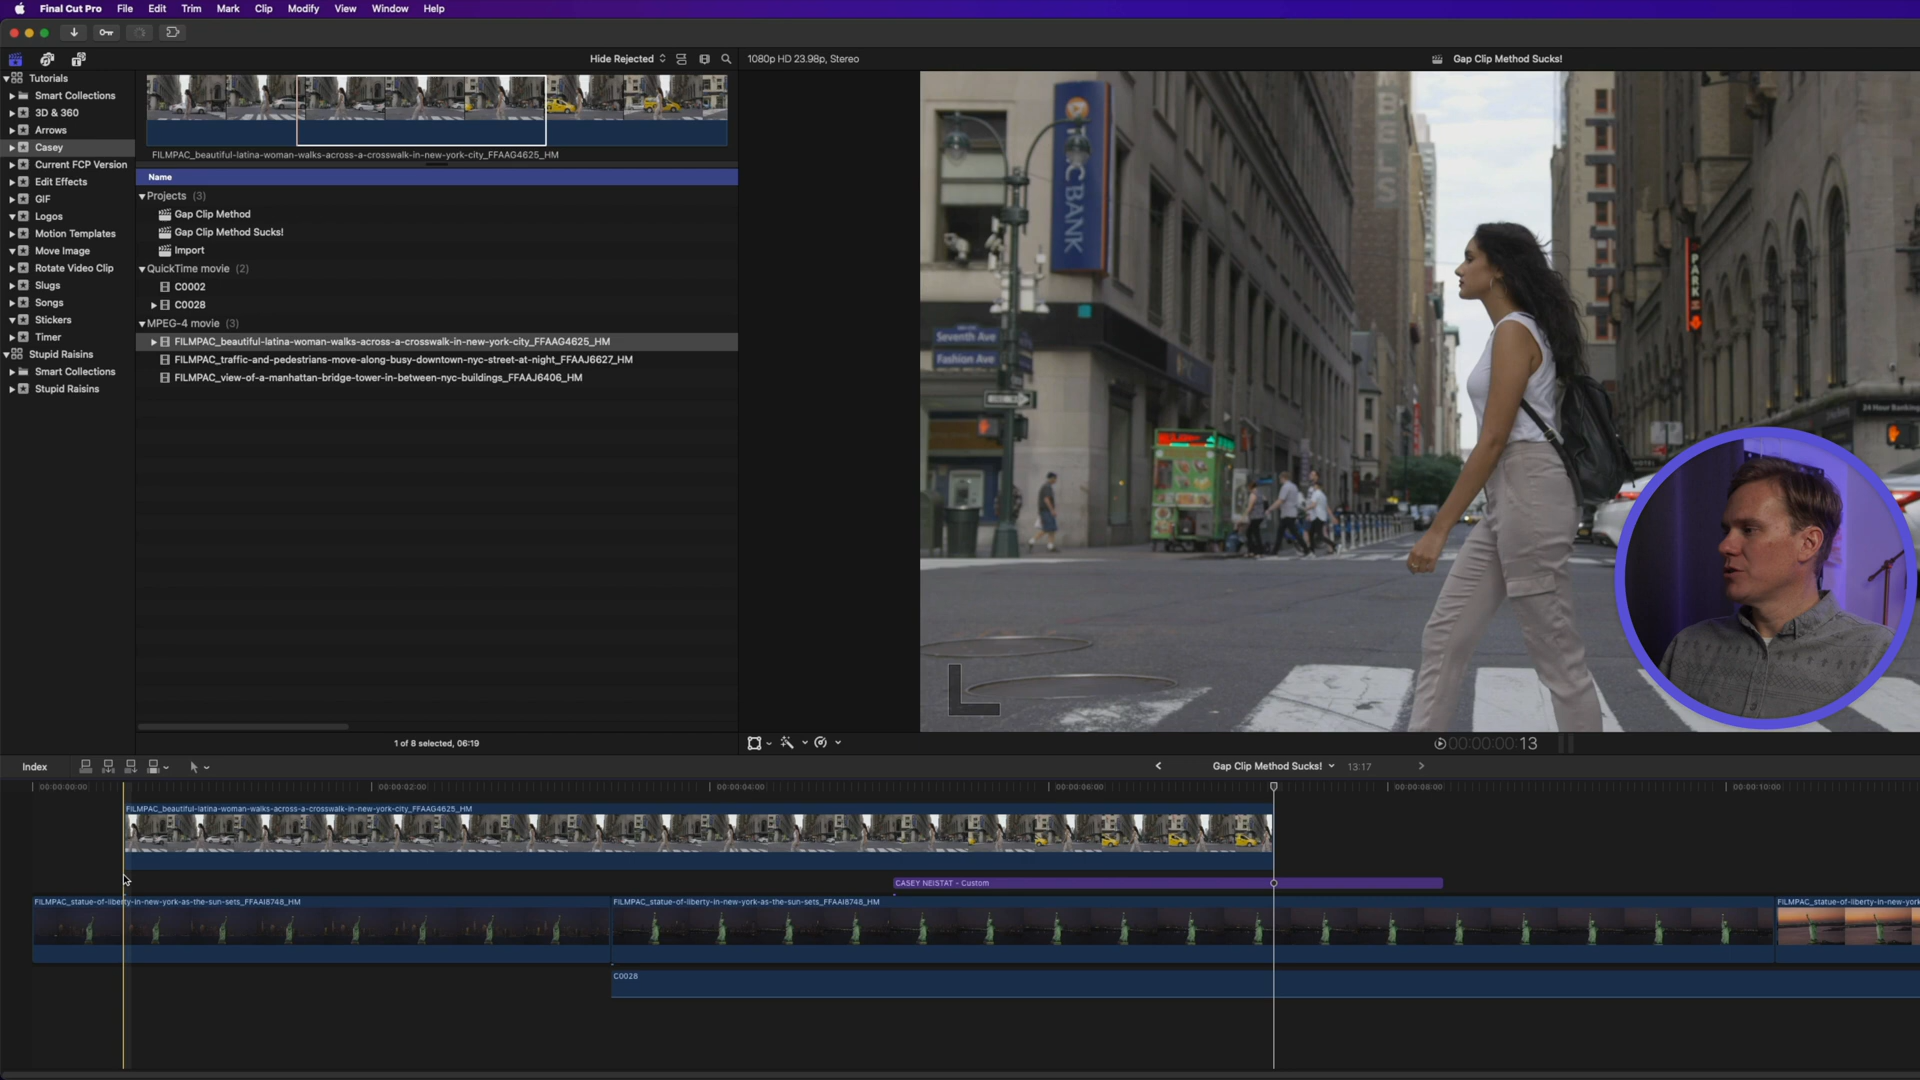 Final Cut Pro File Edit Trim Mark Clip Modify View Window Help
Hide Rejected
1080p HD 23.98p, Stereo
Gap Clip Method Sucks!
Tutorials
Smart Collections
3D & 360
Arrows
Casey
Current FCP Version
Edit Effects
GIF
Logos
Motion Templates
Move Image
Rotate Video Clip
Slugs
Songs
Stickers
Timer
Stupid Raisins
Smart Collections
Stupid Raisins
FILMPAC_beautiful-latina-woman-walks-across-a-crosswalk-in-new-york-city_FFAAG4625_HM
Name
Projects (3)
Gap Clip Method
Gap Clip Method Sucks!
Import
QuickTime movie (2)
C0002
C0028
MPEG-4 movie (3)
FILMPAC_beautiful-latina-woman-walks-across-a-crosswalk-in-new-york-city_FFAAG4625_HM
FILMPAC_traffic-and-pedestrians-move-along-busy-downtown-nyc-street-at-night_FFAAJ6627_HM
FILMPAC_view-of-a-manhattan-bridge-tower-in-between-nyc-buildings_FFAAJ6406_HM
1 of 8 selected, 06:19
BANK
Seventh Ave
Fashion Ave
PARK
24 Hour Banking
00:00:00:13
Index
Gap Clip Method Sucks!
13:17
00:00:00:00
00:00:02:00
00:00:04:00
00:00:06:00
00:00:08:00
00:00:10:00
FILMPAC_beautiful-latina-woman-walks-across-a-crosswalk-in-new-york-city_FFAAG4625_HM
CASEY NEISTAT - Custom
FILMPAC_statue-of-liberty-in-new-york-as-the-sun-sets_FFAAI8748_HM
FILMPAC_statue-of-liberty-in-new-york-as-the-sun-sets_FFAAI8748_HM
FILMPAC_statue-of-liberty-in-new-york
C0028